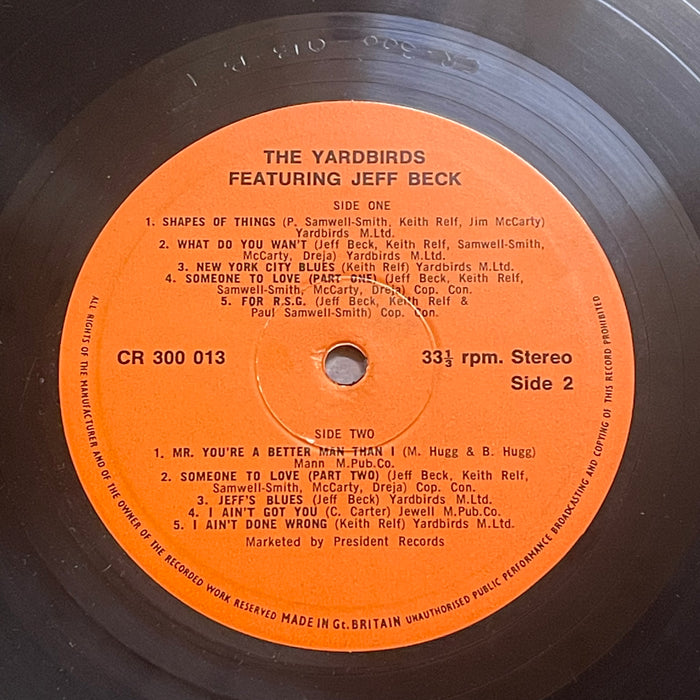 CR · 300 · 013 · B · 1
THE YARDBIRDS
FEATURING JEFF BECK
SIDE ONE
1. SHAPES OF THINGS (P. Samwell-Smith, Keith Relf, Jim McCarty)
Yardbirds M.Ltd.
2. WHAT DO YOU WAN'T (Jeff Beck, Keith Relf, Samwell-Smith,
McCarty, Dreja) Yardbirds M.Ltd.
3. NEW YORK CITY BLUES (Keith Relf) Yardbirds M.Ltd.
4. SOMEONE TO LOVE (PART ONE) (Jeff Beck, Keith Relf,
Samwell-Smith, McCarty, Dreja) Cop. Con.
5. FOR R.S.G. (Jeff Beck, Keith Relf &
Paul Samwell-Smith) Cop. Con.
CR 300 013
33⅓ rpm. Stereo
Side 2
SIDE TWO
1. MR. YOU'RE A BETTER MAN THAN I (M. Hugg & B. Hugg)
Mann M.Pub.Co.
2. SOMEONE TO LOVE (PART TWO) (Jeff Beck, Keith Relf,
Samwell-Smith, McCarty, Dreja) Cop. Con.
3. JEFF'S BLUES (Jeff Beck) Yardbirds M.Ltd.
4. I AIN'T GOT YOU (C. Carter) Jewell M.Pub.Co.
5. I AIN'T DONE WRONG (Keith Relf) Yardbirds M.Ltd.
Marketed by President Records
ALL RIGHTS OF THE MANUFACTURER AND OF THE OWNER OF THE RECORDED WORK RESERVED MADE IN Gt. BRITAIN UNAUTHORISED PUBLIC PERFORMANCE BROADCASTING AND COPYING OF THIS RECORD PROHIBITED